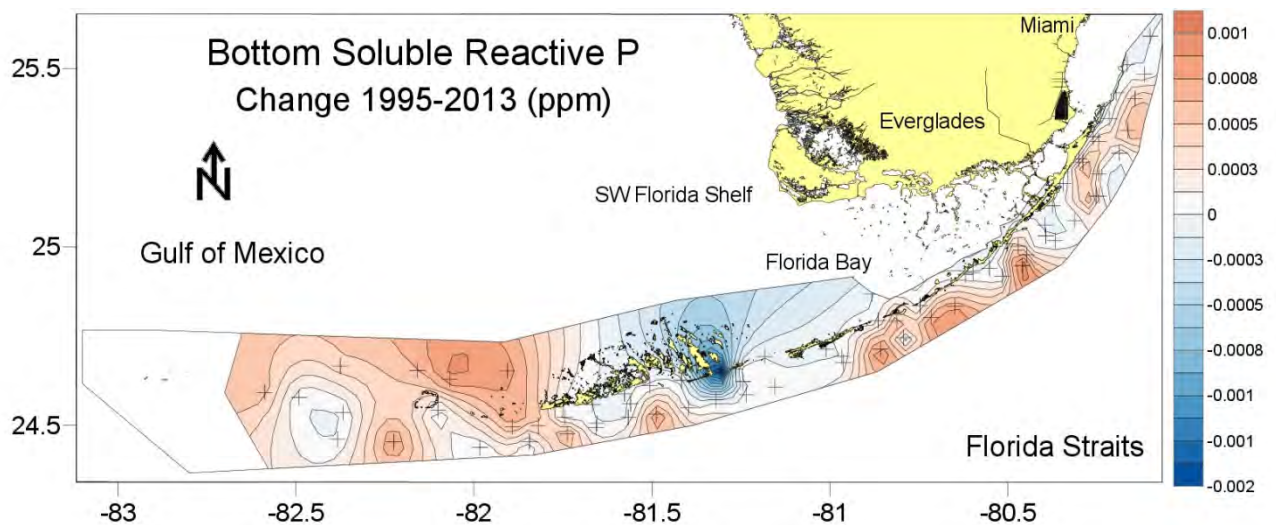 Bottom Soluble Reactive P
Change 1995-2013 (ppm)
N
Gulf of Mexico
SW Florida Shelf
Florida Bay
Everglades
Miami
Florida Straits
25.5
25
24.5
-83
-82.5
-82
-81.5
-81
-80.5
0.001
0.0008
0.0005
0.0003
0
-0.0003
-0.0005
-0.0008
-0.001
-0.001
-0.002